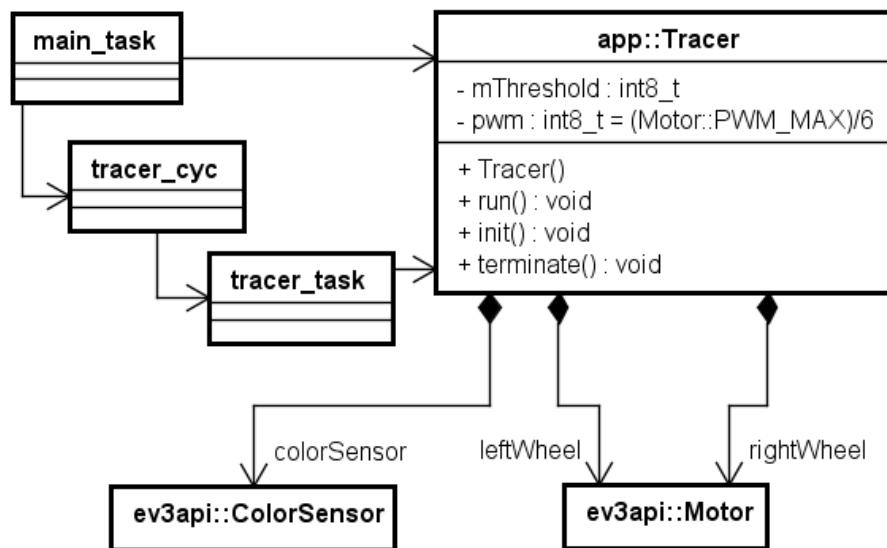 main_task
app::Tracer
- mThreshold : int8_t
- pwm : int8_t = (Motor::PWM_MAX)/6
tracer_cyc
+ Tracer()
+ run() : void
+ init() : void
+ terminate() : void
tracer_task
colorSensor
leftWheel
rightWheel
ev3api::ColorSensor
ev3api::Motor